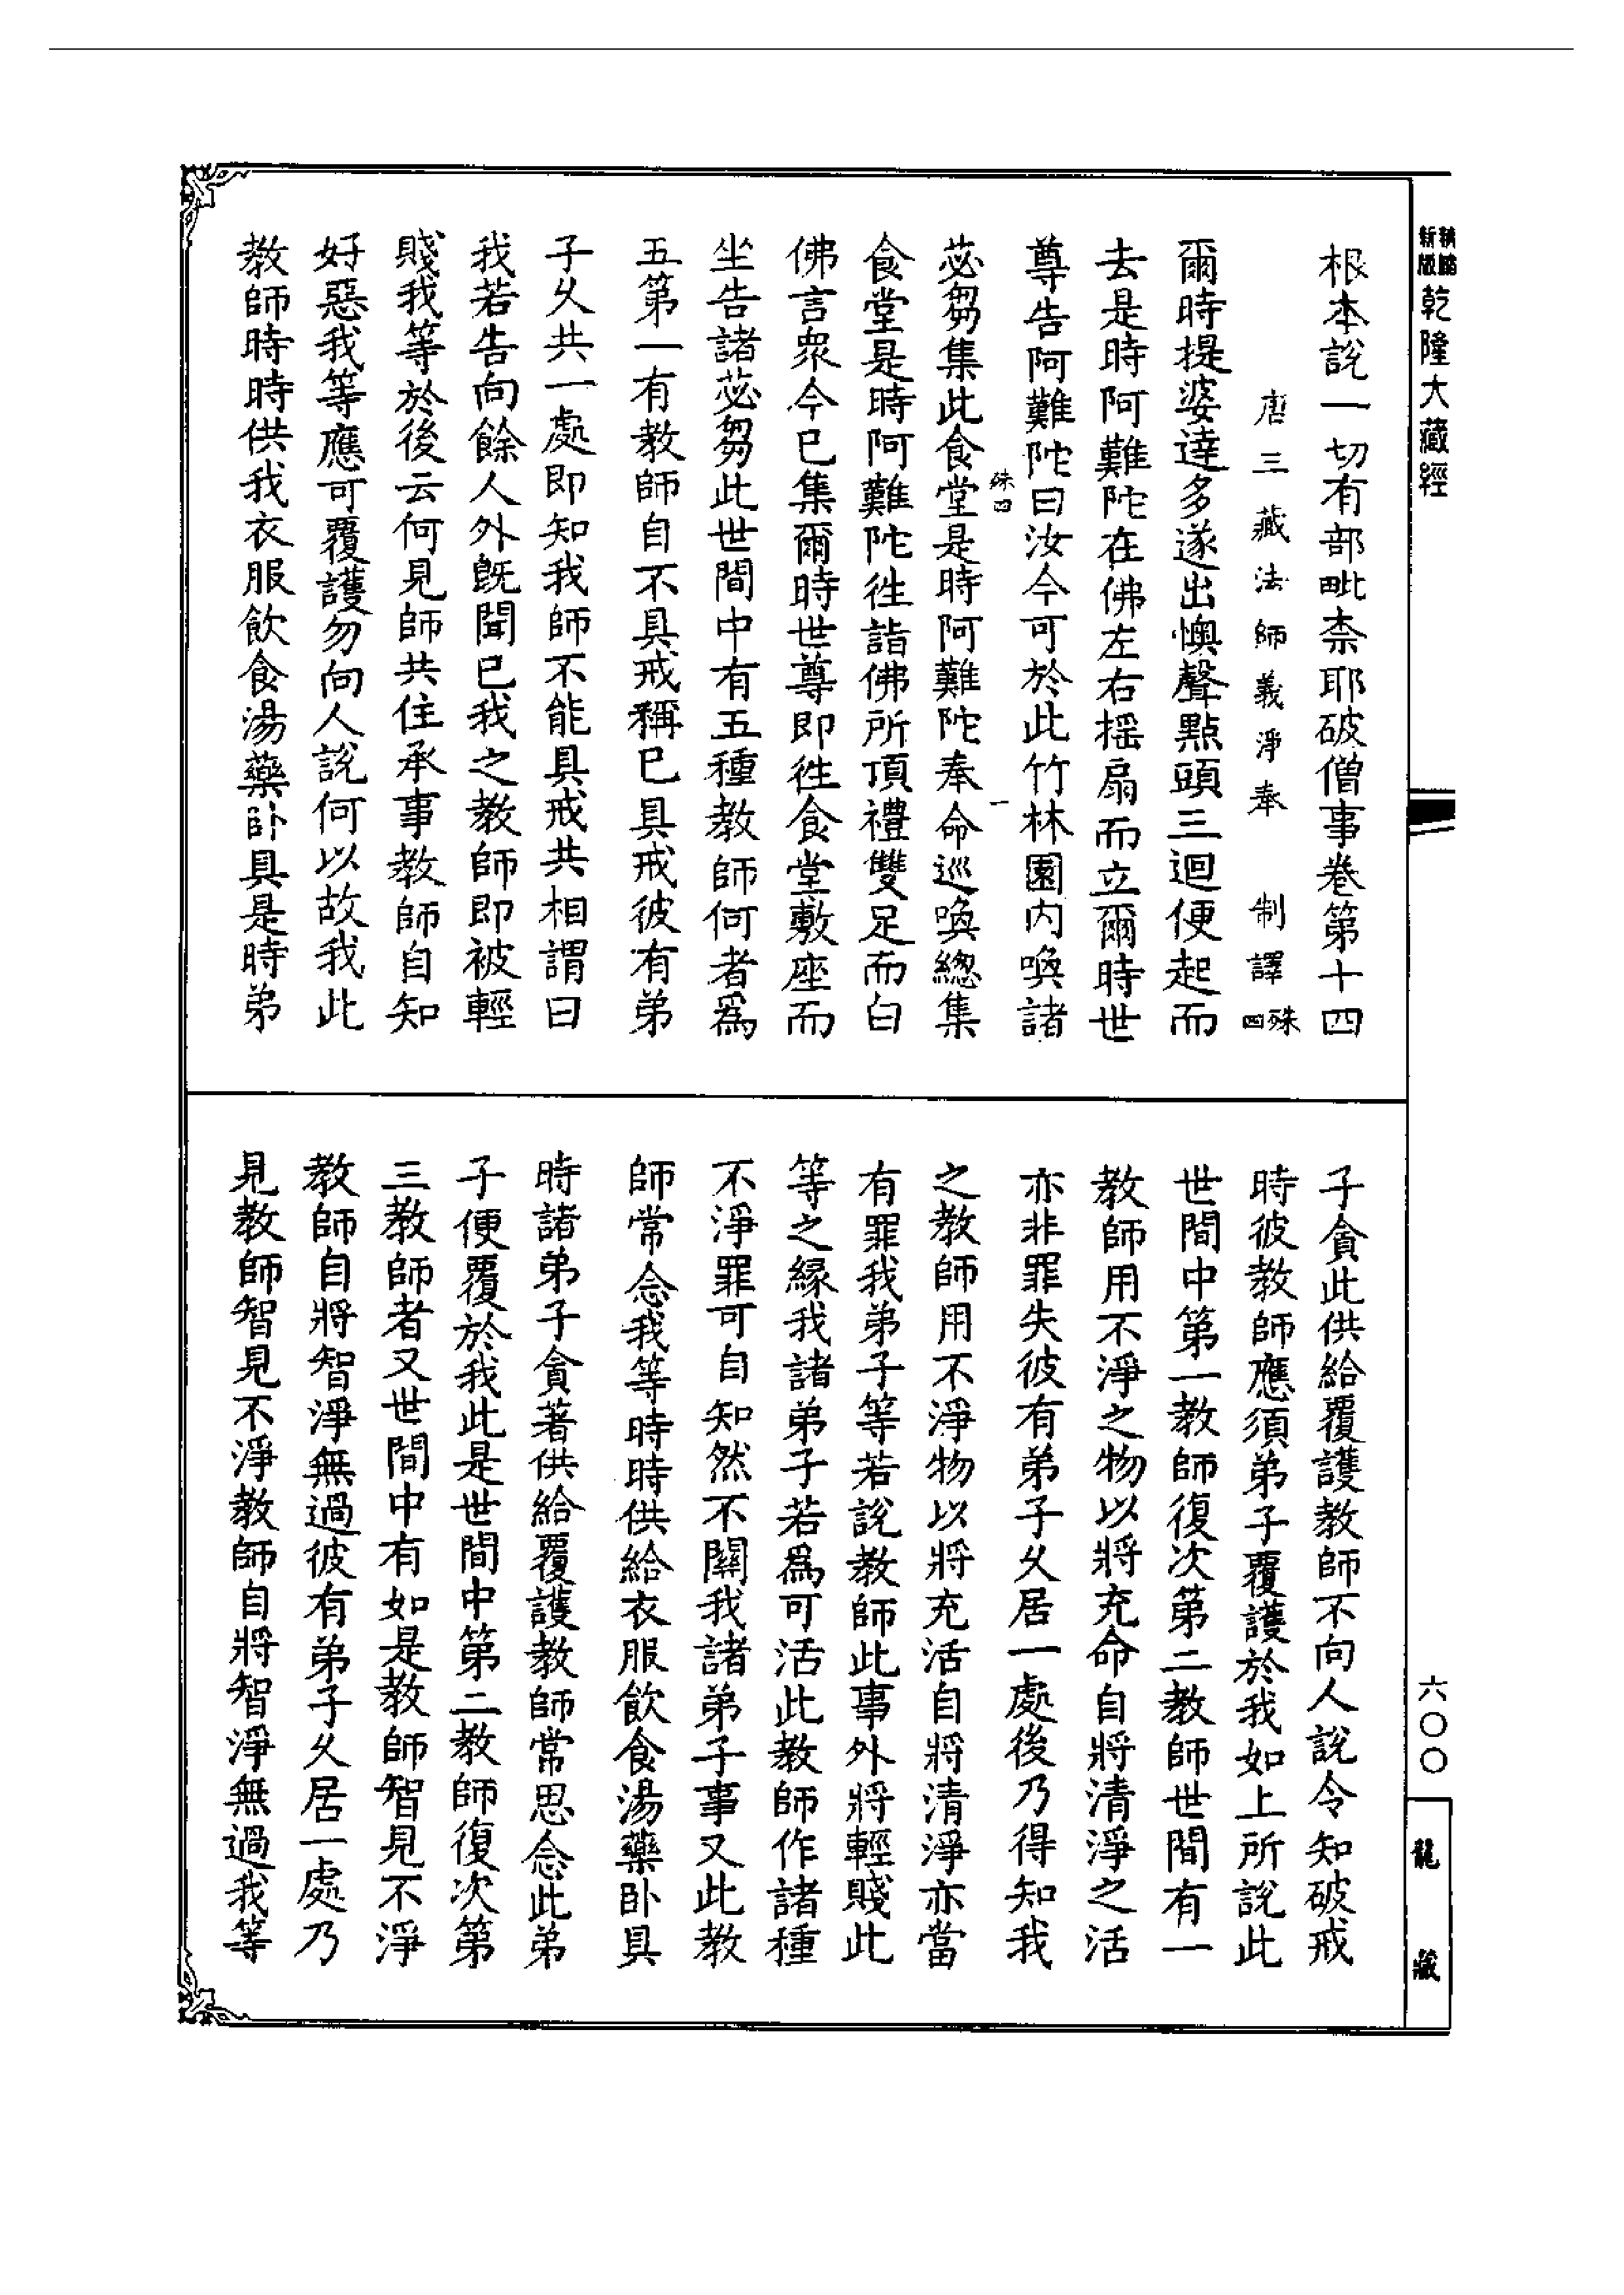 新版
精縮
乾隆大藏經
根本說一切有部毗柰耶破僧事卷第十四
唐三藏法師義淨奉 制譯 殊四
爾時提婆達多遂出懊聲點頭三迴便起而
去是時阿難陀在佛左右搖扇而立爾時世
尊告阿難陀曰汝今可於此竹林園内喚諸
殊四 一
苾芻集此食堂是時阿難陀奉命巡喚總集
食堂是時阿難陀徃詣佛所頂禮雙足而白
佛言衆今已集爾時世尊即徃食堂敷座而
坐告諸苾芻此世間中有五種教師何者爲
五第一有教師自不具戒稱已具戒彼有弟
子乆共一處即知我師不能具戒共相謂曰
我若告向餘人外旣聞已我之教師即被輕
賤我等於後云何見師共住承事教師自知
好惡我等應可覆護勿向人說何以故我此
教師時時供我衣服飲食湯藥卧具是時弟
子貪此供給覆護教師不向人說令知破戒
時彼教師應須弟子覆護於我如上所說此
世間中第一教師復次第二教師世間有一
教師用不淨之物以將充命自將清淨之活
亦非罪失彼有弟子乆居一處後乃得知我
之教師用不淨物以將充活自將清淨亦當
有罪我弟子等若說教師此事外將輕賤此
等之縁我諸弟子若爲可活此教師作諸種
不淨罪可自知然不關我諸弟子事又此教
師常念我等時時供給衣服飲食湯藥卧具
時諸弟子貪著供給覆護教師常思念此弟
子便覆於我此是世間中第二教師復次第
三教師者又世間中有如是教師智見不淨
教師自將智淨無過彼有弟子乆居一處乃
見教師智見不淨教師自將智淨無過我等
六〇〇
龍藏